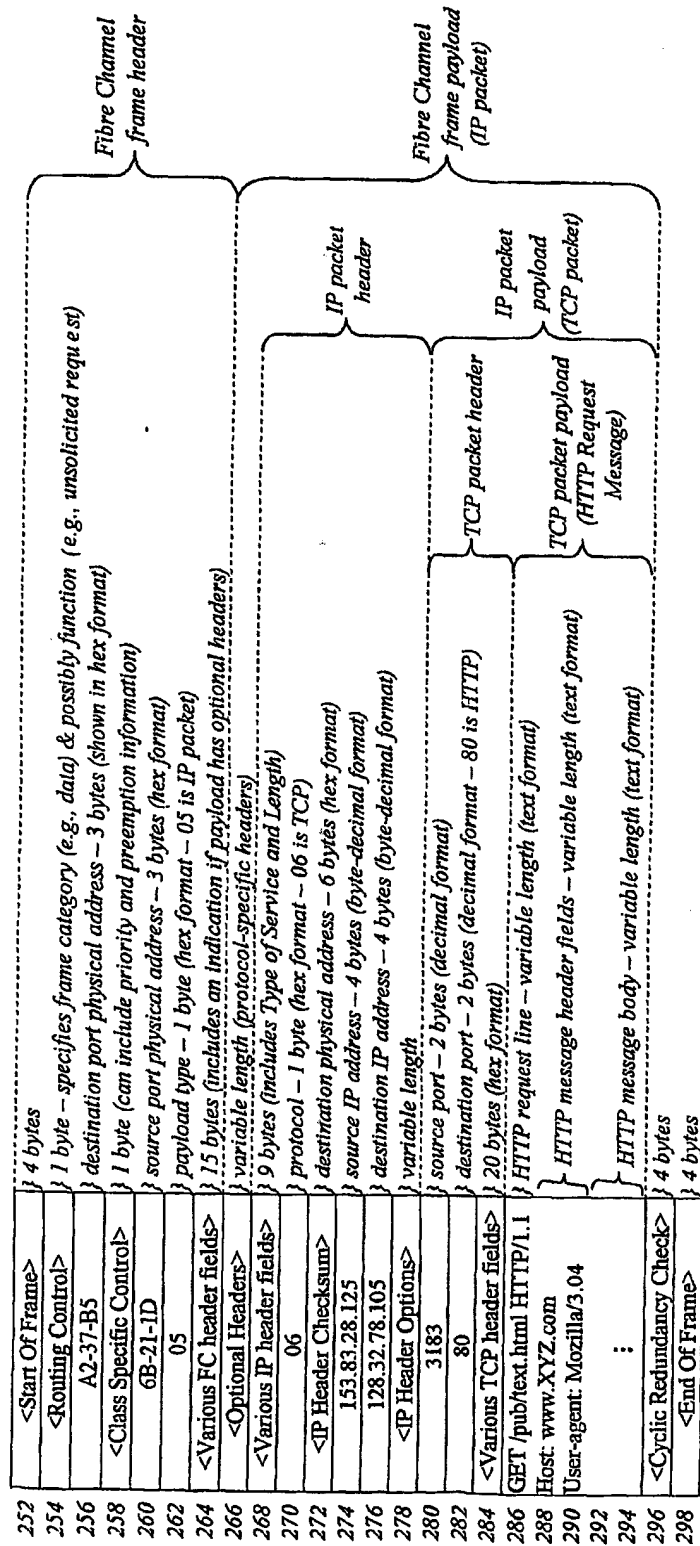 252 <Start Of Frame> } 4 bytes
254 <Routing Control> } 1 byte – specifies frame category (e.g., data) & possibly function (e.g., unsolicited request)
256 A2-37-B5 } destination port physical address – 3 bytes (shown in hex format)
258 <Class Specific Control> } 1 byte (can include priority and preemption information)
260 6B-21-1D } source port physical address – 3 bytes (hex format)
262 05 } payload type – 1 byte (hex format – 05 is IP packet)
264 <Various FC header fields> } 15 bytes (includes an indication if payload has optional headers)
Fibre Channel
frame header
266 <Optional Headers> } variable length (protocol-specific headers)
268 <Various IP header fields> } 9 bytes (includes Type of Service and Length)
270 06 } protocol – 1 byte (hex format – 06 is TCP)
272 <IP Header Checksum> } destination physical address – 6 bytes (hex format)
274 153.83.28.125 } source IP address – 4 bytes (byte-decimal format)
276 128.32.78.105 } destination IP address – 4 bytes (byte-decimal format)
278 <IP Header Options> } variable length
IP packet
header
280 3183 } source port – 2 bytes (decimal format)
282 80 } destination port – 2 bytes (decimal format – 80 is HTTP)
284 <Various TCP header fields> } 20 bytes (hex format)
TCP packet header
286 GET /pub/text.html HTTP/1.1 } HTTP request line – variable length (text format)
288 Host: www.XYZ.com
290 User-agent: Mozilla/3.04
HTTP message header fields – variable length (text format)
292
294 :
HTTP message body – variable length (text format)
TCP packet payload
(HTTP Request
Message)
IP packet
payload
(TCP packet)
Fibre Channel
frame payload
(IP packet)
296 <Cyclic Redundancy Check> } 4 bytes
298 <End Of Frame> } 4 bytes